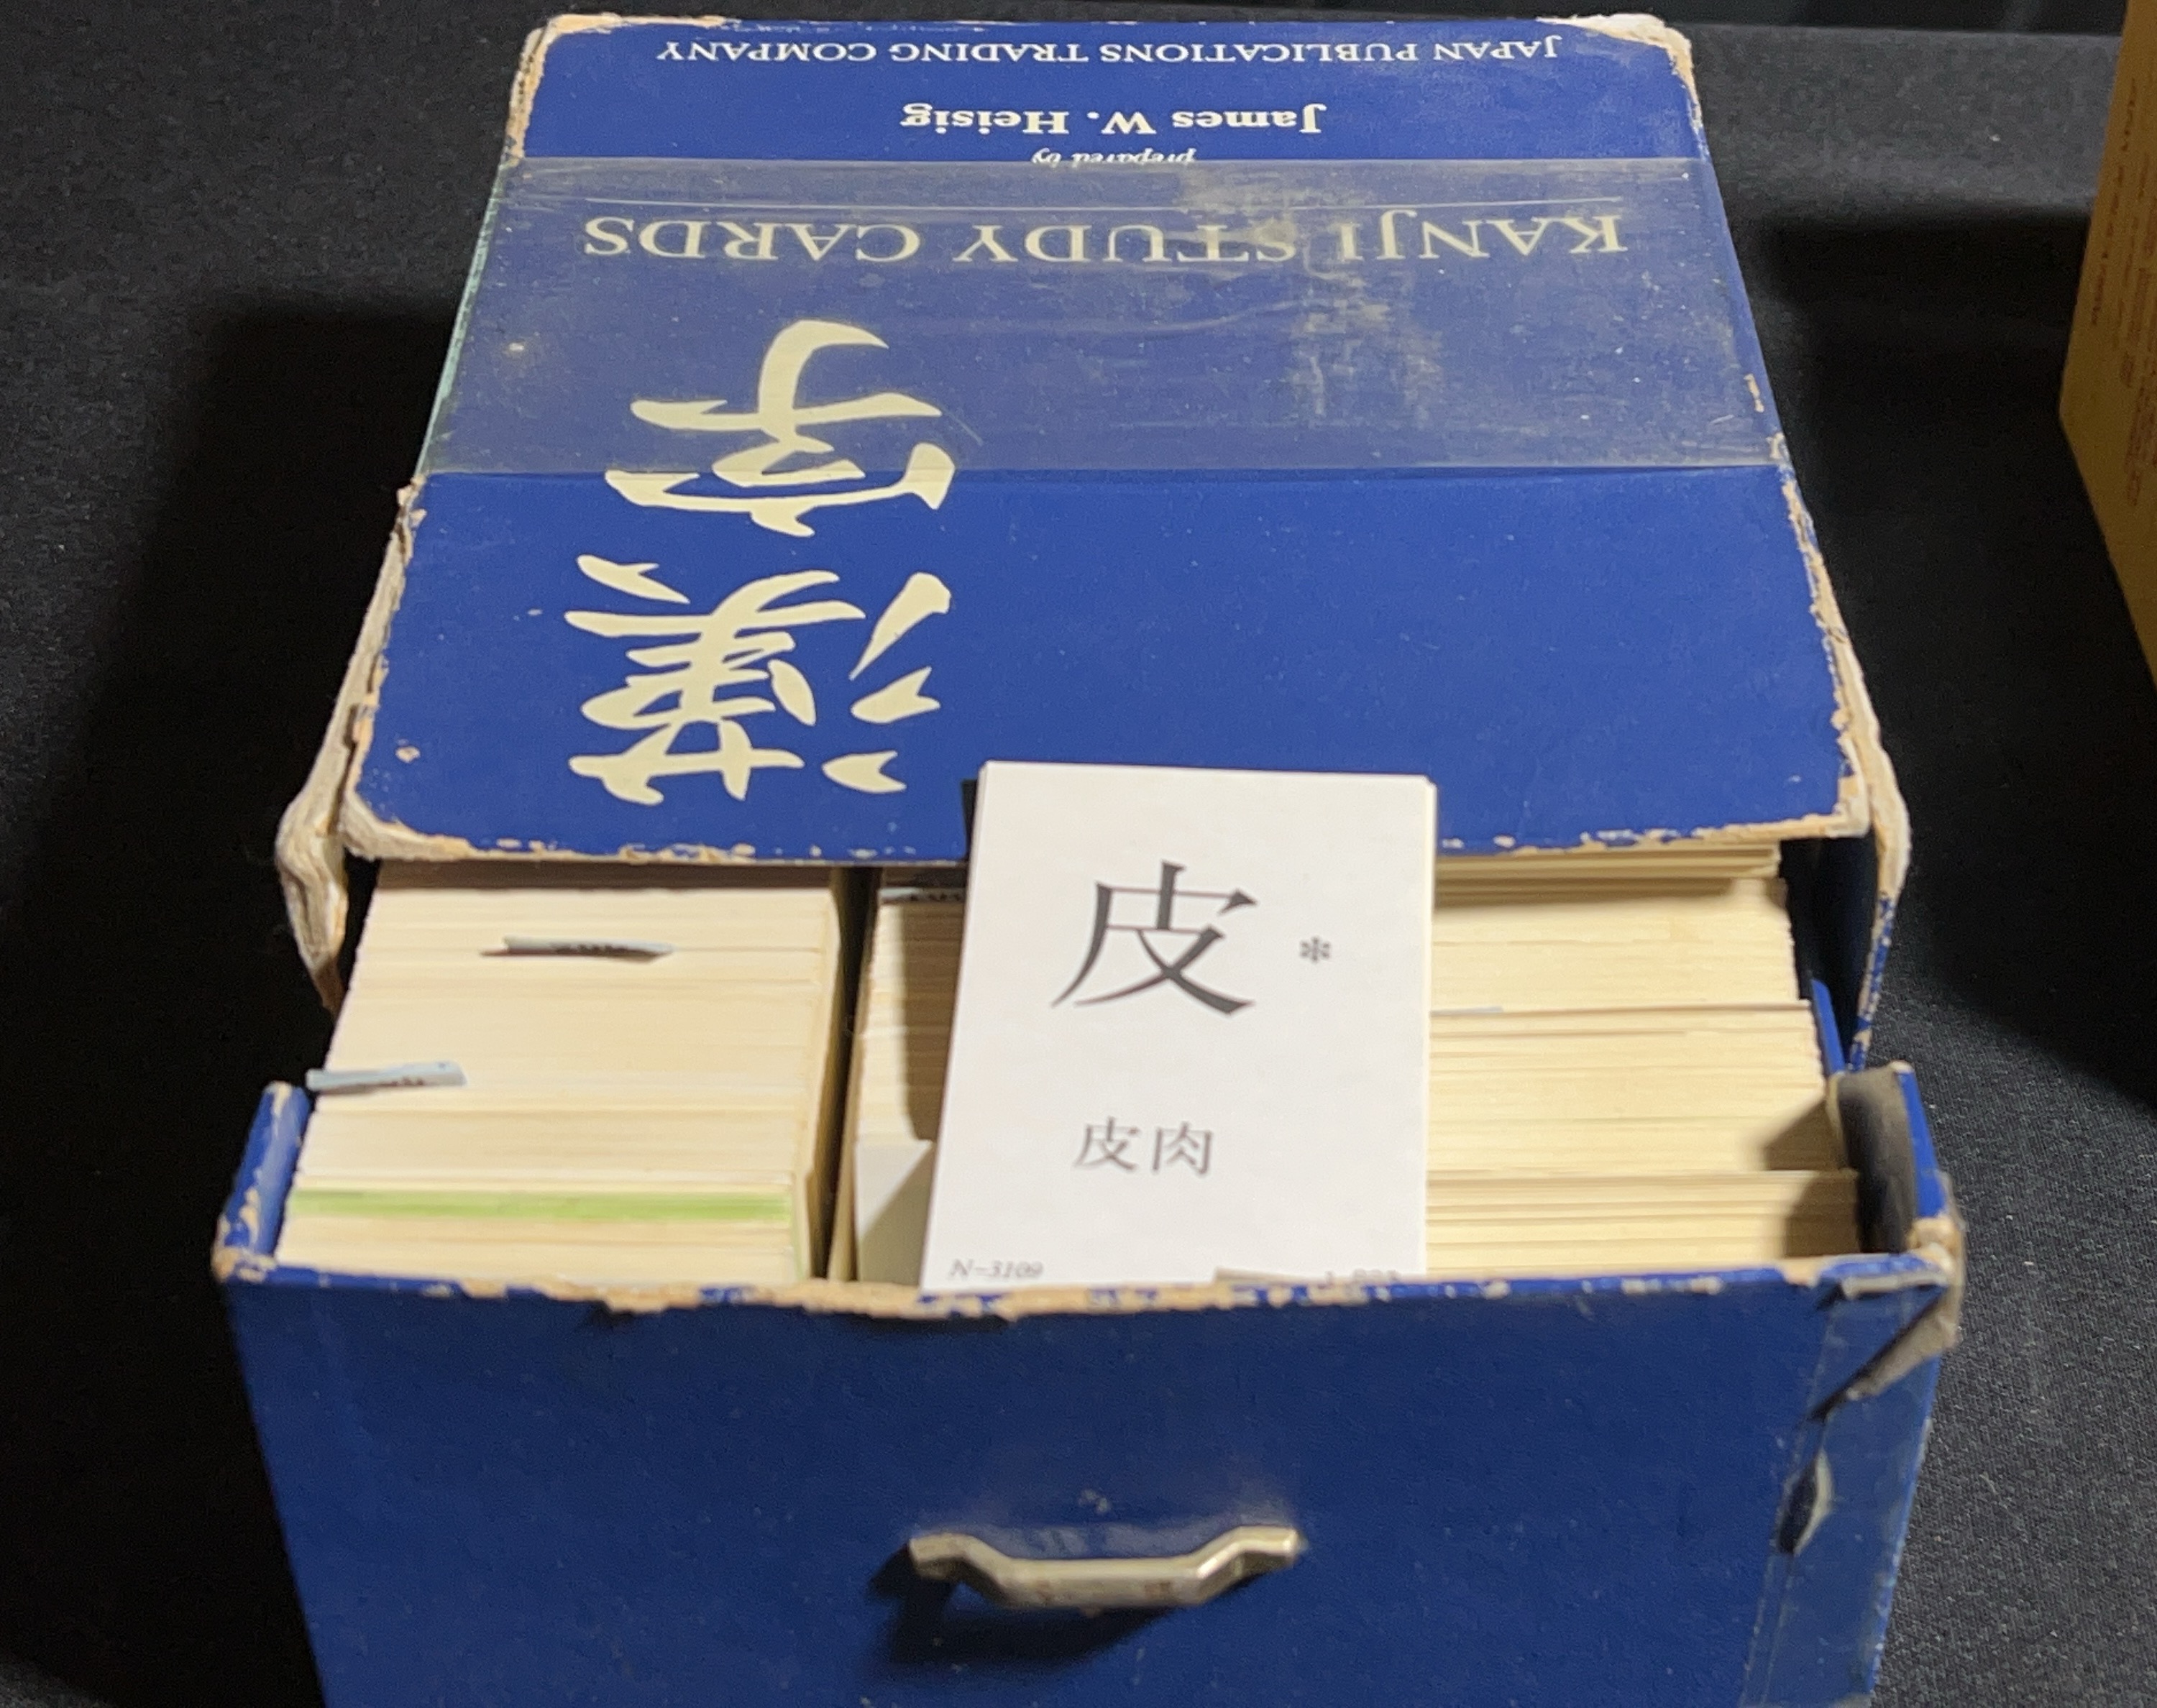 漢字
KANJI STUDY CARDS
prepared by
James W. Heisig
JAPAN PUBLICATIONS TRADING COMPANY
皮*
皮肉
N-3109